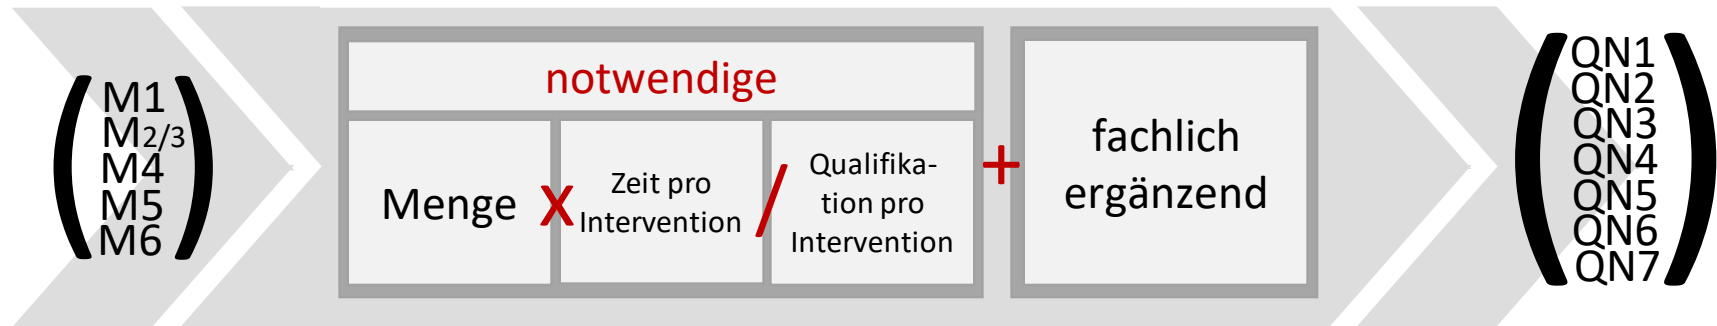 M1
M2/3
M4
M5
M6
notwendige
Menge
x
Zeit pro
Intervention
/
Qualifika-
tion pro
Intervention
+
fachlich
ergänzend
QN1
QN2
QN3
QN4
QN5
QN6
QN7